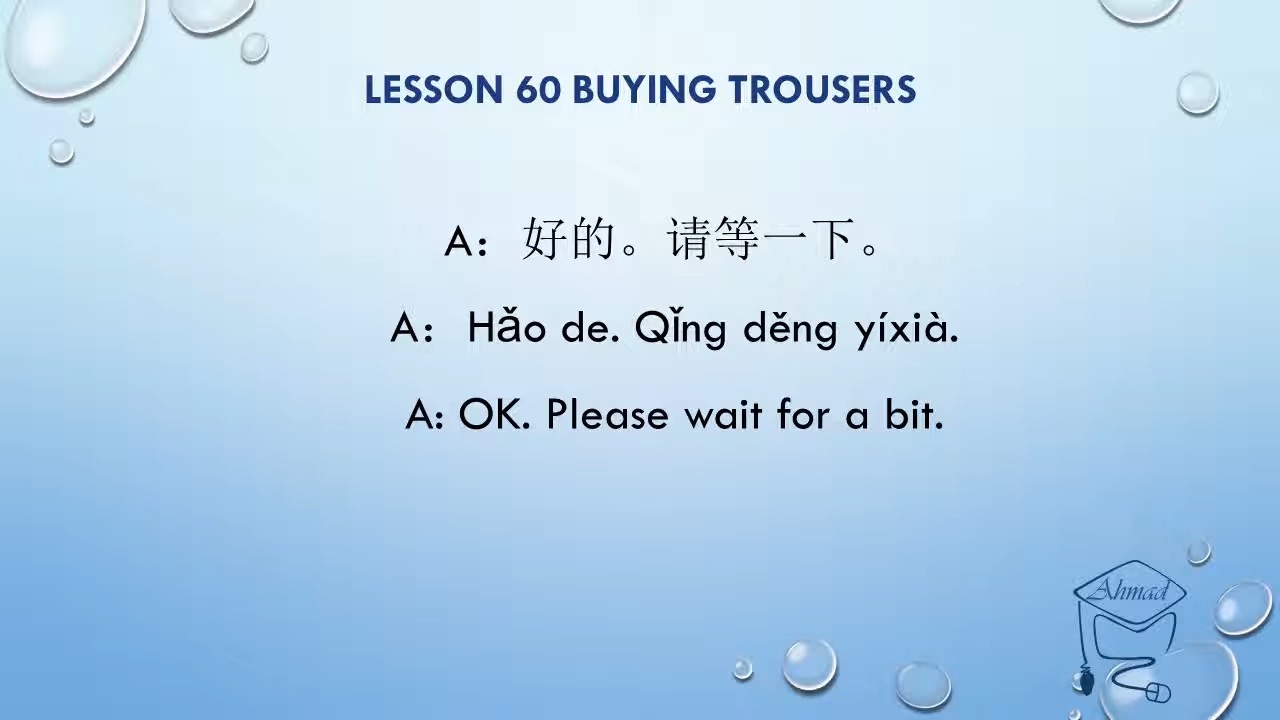 LESSON 60 BUYING TROUSERS
A：好的。请等一下。
A： Hǎo de. Qǐng děng yíxià.
A: OK. Please wait for a bit.
Ahmad